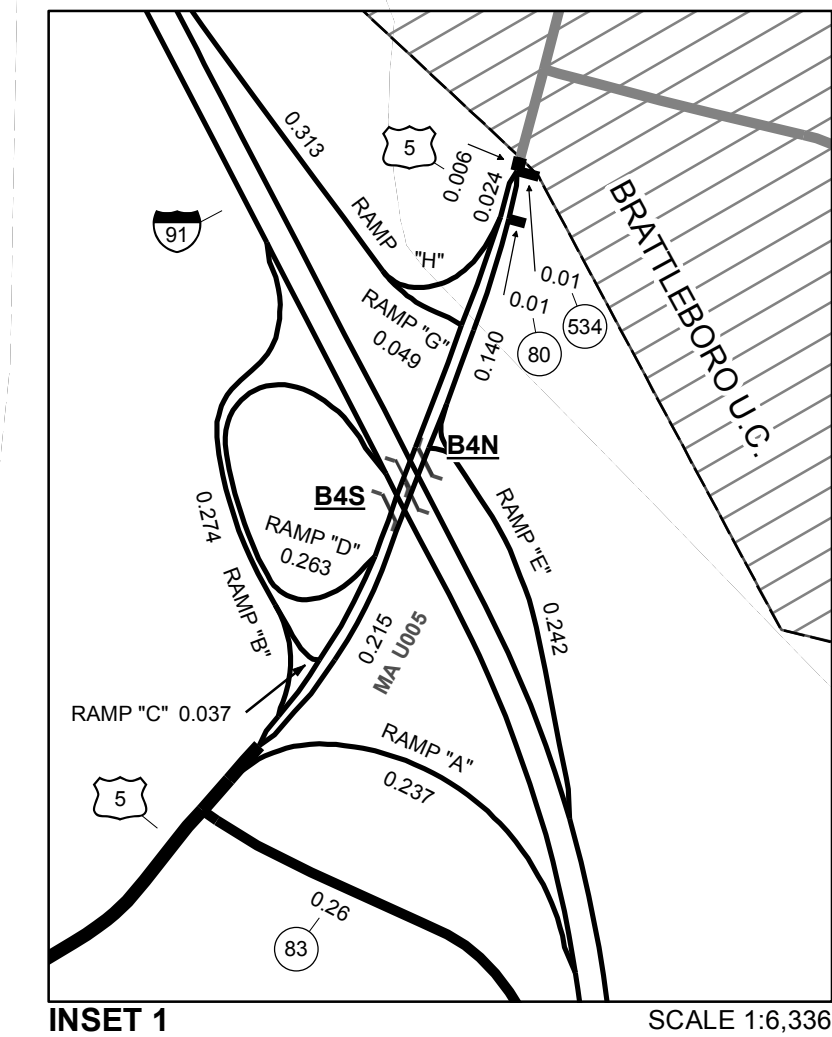 0.313
5
0.006
0.024
91
RAMP "H"
BRATTLEBORO U.C.
0.01
0.01
534
RAMP "G"
0.049
80
0.140
B4N
B4S
RAMP "D"
0.263
0.274
RAMP "E"
0.242
RAMP "B"
0.215
MA U005
RAMP "C" 0.037
RAMP "A"
0.237
5
0.26
83
INSET 1
SCALE 1:6,336